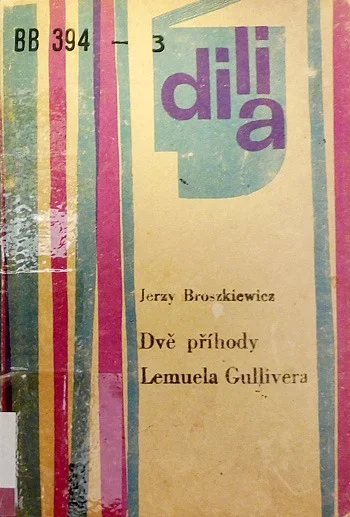 BB 394 — 3
dili
a
Jerzy Broszkiewicz
Dvě příhody
Lemuela Gullivera